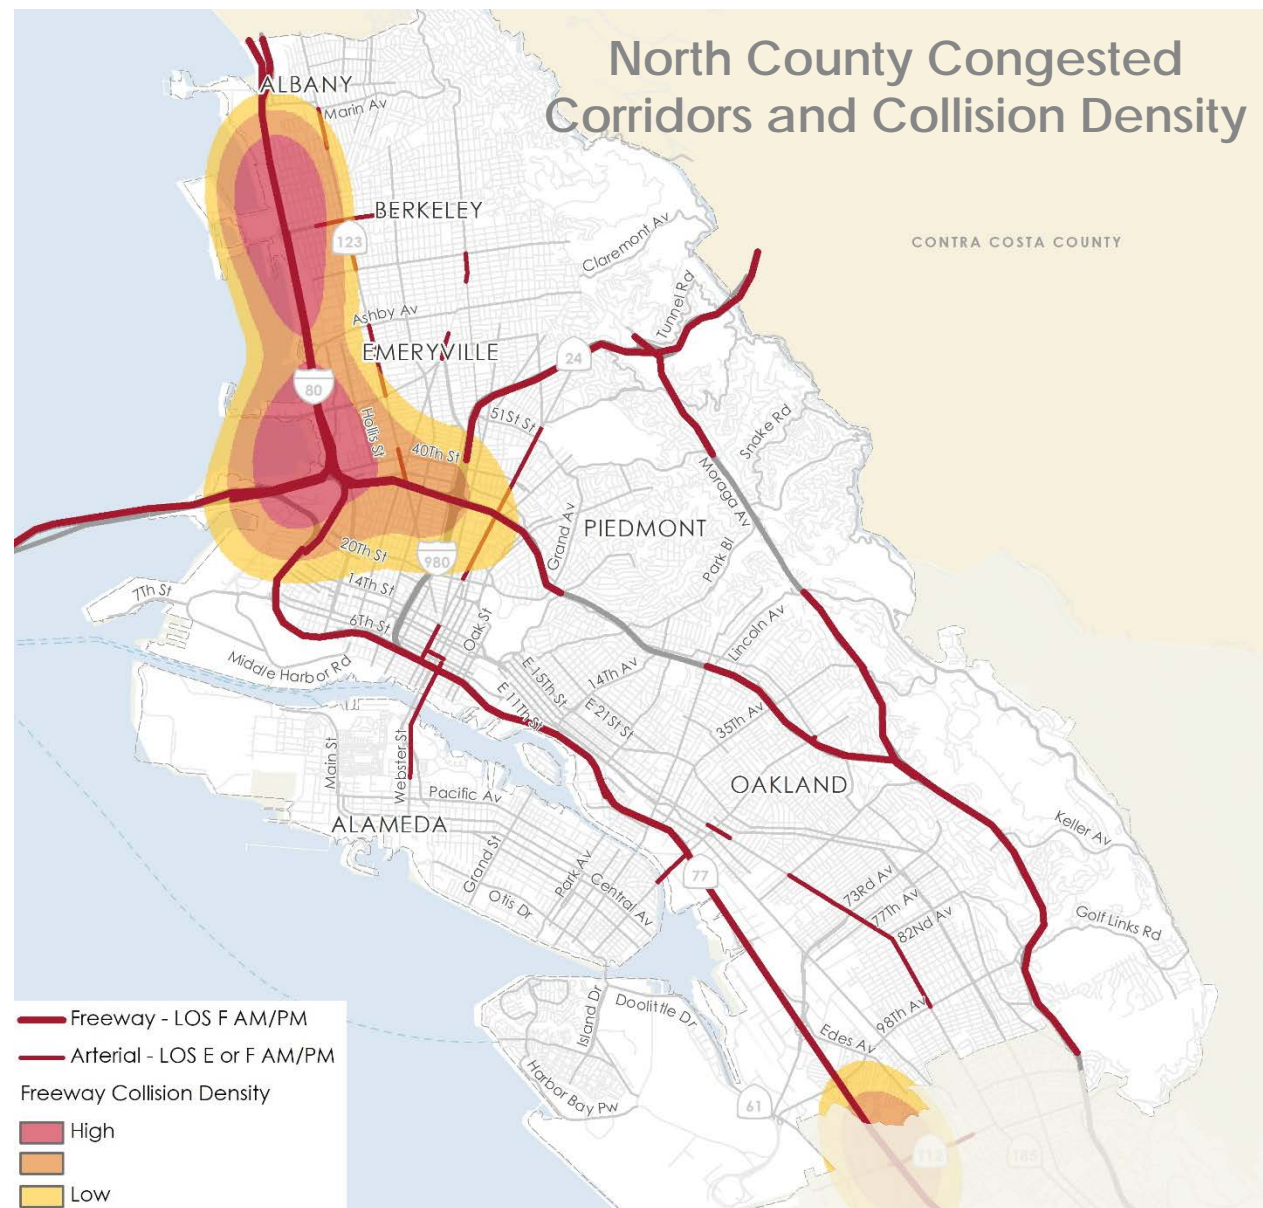 North County Congested
Corridors and Collision Density
ALBANY
Marin Av
BERKELEY
123
Claremont Av
CONTRA COSTA COUNTY
Tunnel Rd
Ashby Av
EMERYVILLE
24
80
Hollis St
51St St
40Th St
Snake Rd
Moraga Av
Grand Av
PIEDMONT
20Th St
980
Park Bl
14Th St
7Th St
6Th St
Oak St
Lincoln Av
Middle Harbor Rd
E 15Th St
14Th Av
E 11Th St
E 21St St
35Th Av
Main St
Webster St
Pacific Av
OAKLAND
ALAMEDA
Keller Av
Grand St
Park Av
Central Av
77
73Rd Av
77Th Av
82Nd Av
Otis Dr
Golf Links Rd
Island Dr
Doolittle Dr
98Th Av
Edes Av
Harbor Bay Pw
61
112
185
Freeway - LOS F AM/PM
Arterial - LOS E or F AM/PM
Freeway Collision Density
High
Low